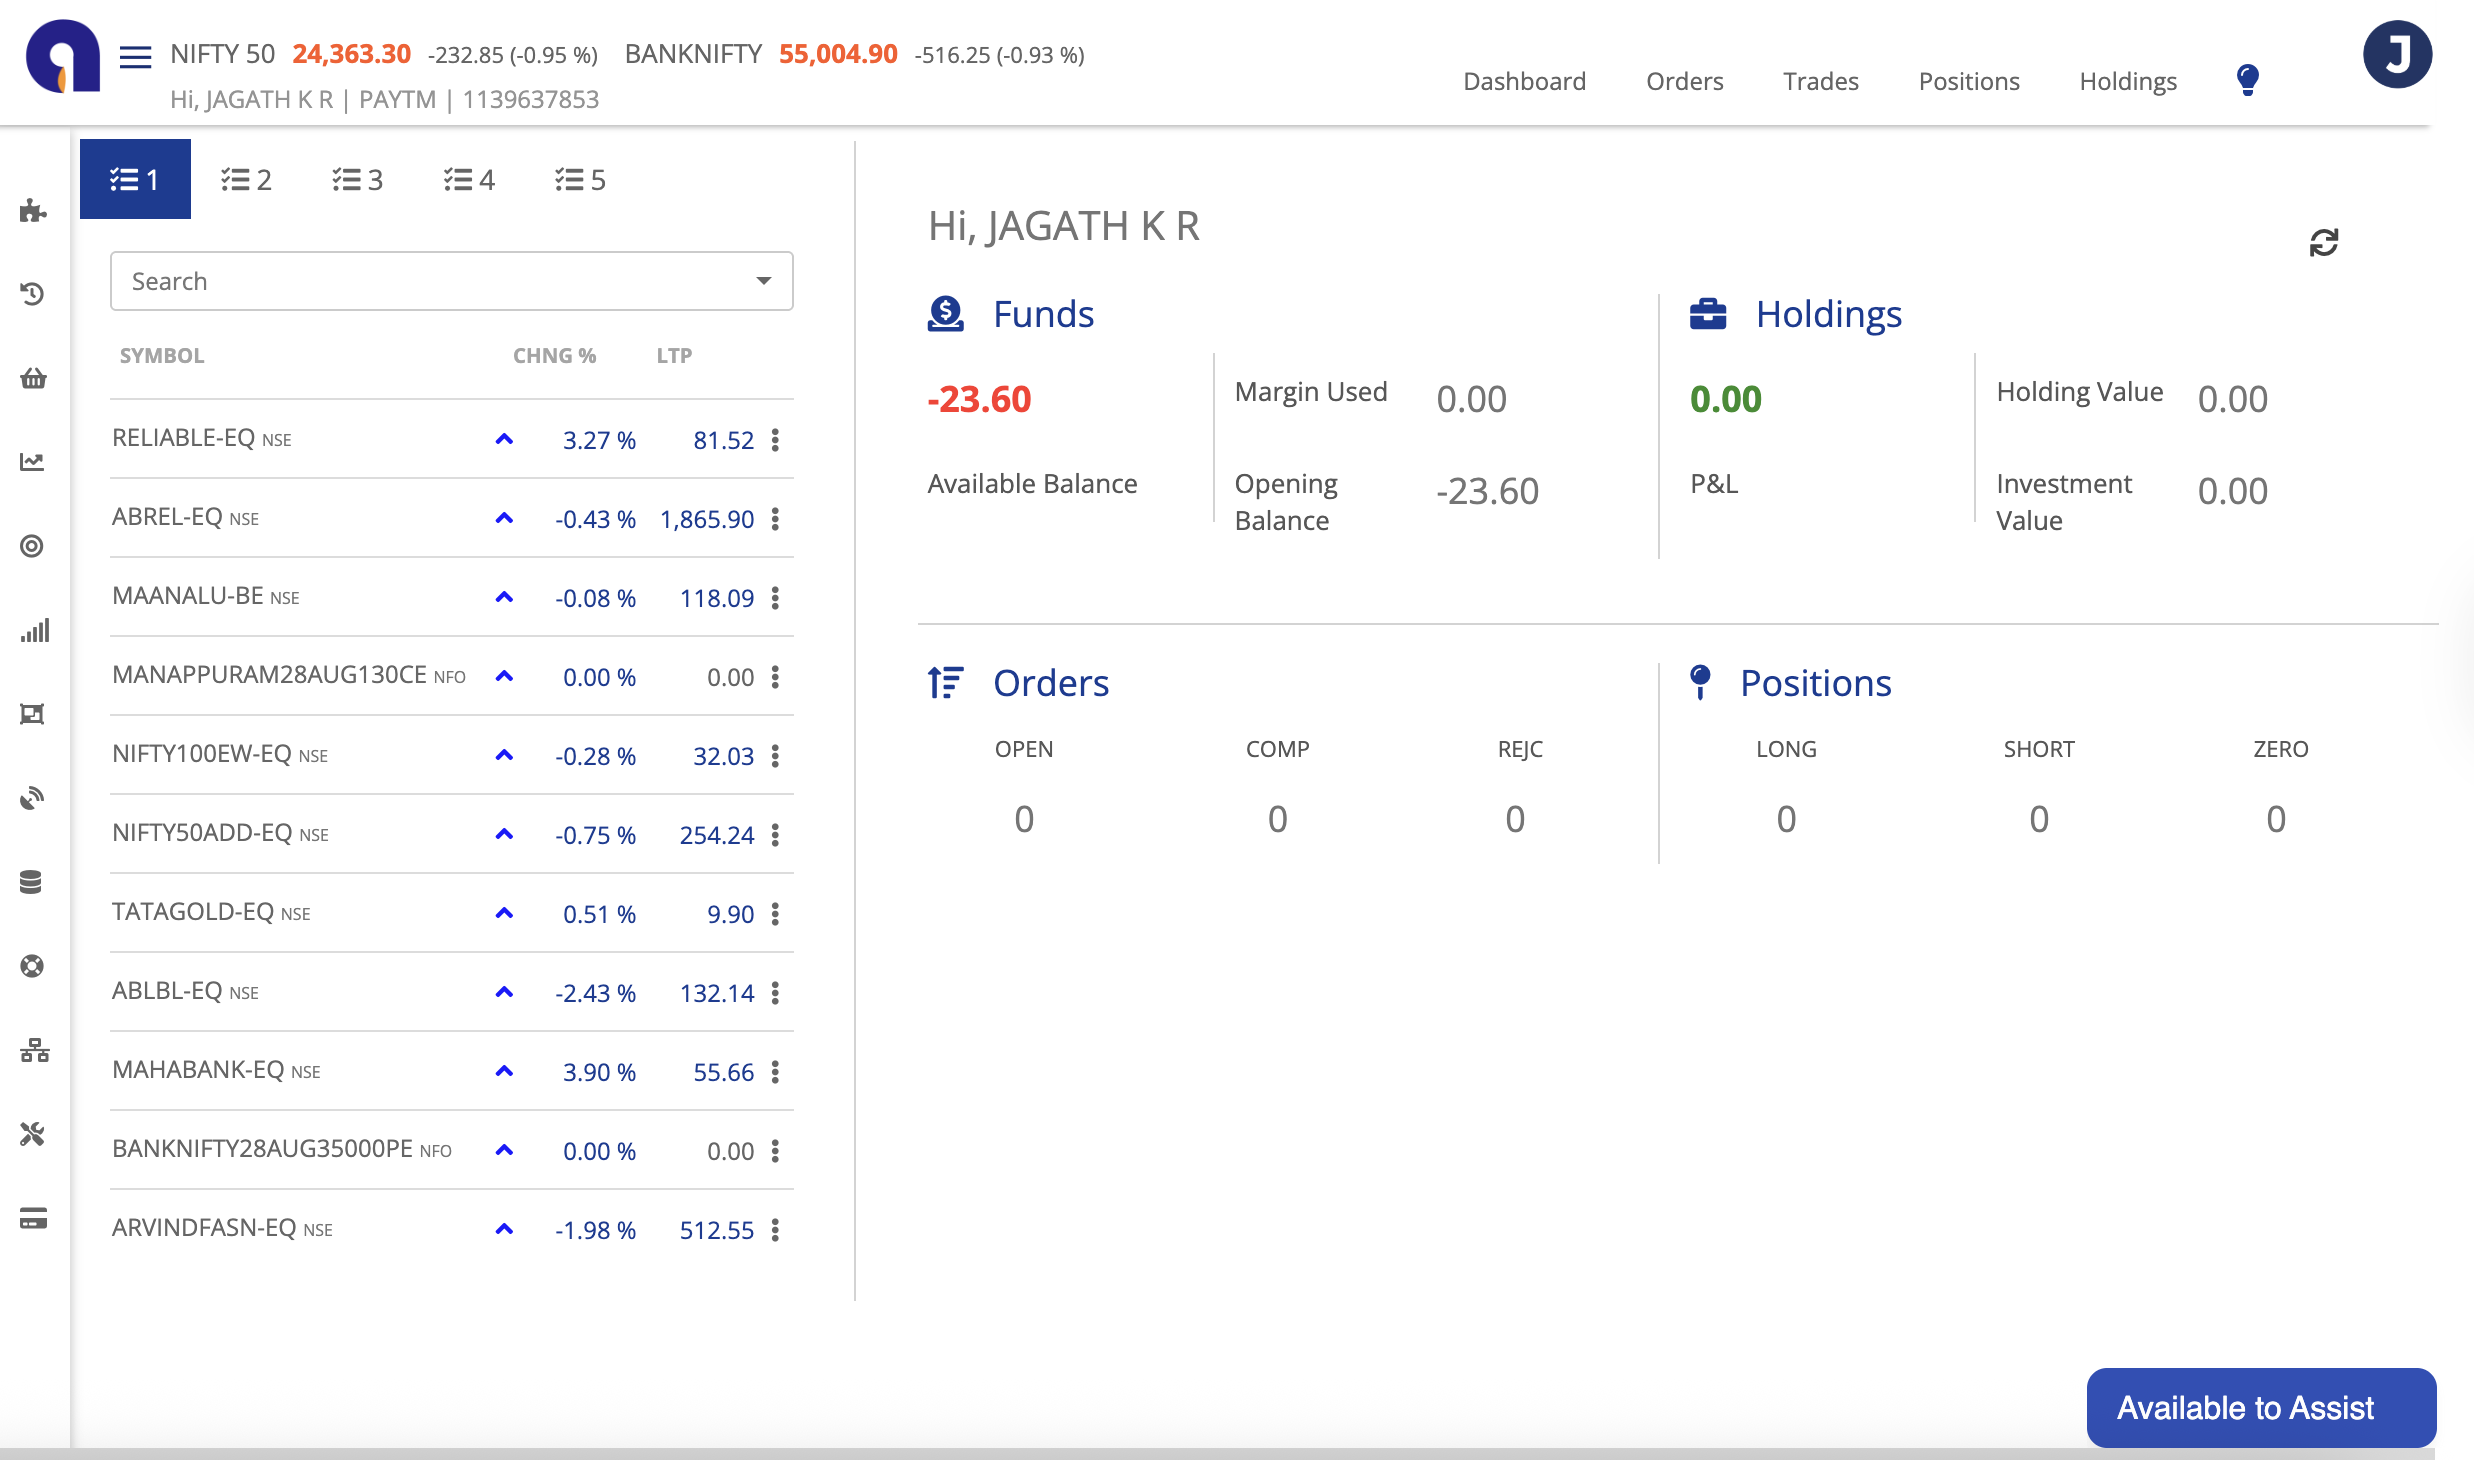 NIFTY 50 24,363.30 -232.85 (-0.95 %) BANKNIFTY 55,004.90 -516.25 (-0.93 %)
Hi, JAGATH K R | PAYTM | 1139637853
Dashboard Orders Trades Positions Holdings
J
1 2 3 4 5
Search
SYMBOL CHNG % LTP
RELIABLE-EQ NSE 3.27 % 81.52
ABREL-EQ NSE -0.43 % 1,865.90
MAANALU-BE NSE -0.08 % 118.09
MANAPPURAM28AUG130CE NFO 0.00 % 0.00
NIFTY100EW-EQ NSE -0.28 % 32.03
NIFTY50ADD-EQ NSE -0.75 % 254.24
TATAGOLD-EQ NSE 0.51 % 9.90
ABLBL-EQ NSE -2.43 % 132.14
MAHABANK-EQ NSE 3.90 % 55.66
BANKNIFTY28AUG35000PE NFO 0.00 % 0.00
ARVINDFASN-EQ NSE -1.98 % 512.55
Hi, JAGATH K R
Funds
-23.60
Available Balance
Margin Used 0.00
Opening
Balance
-23.60
Holdings
0.00
P&L
Holding Value 0.00
Investment
Value
0.00
Orders
OPEN COMP REJC
0 0 0
Positions
LONG SHORT ZERO
0 0 0
Available to Assist